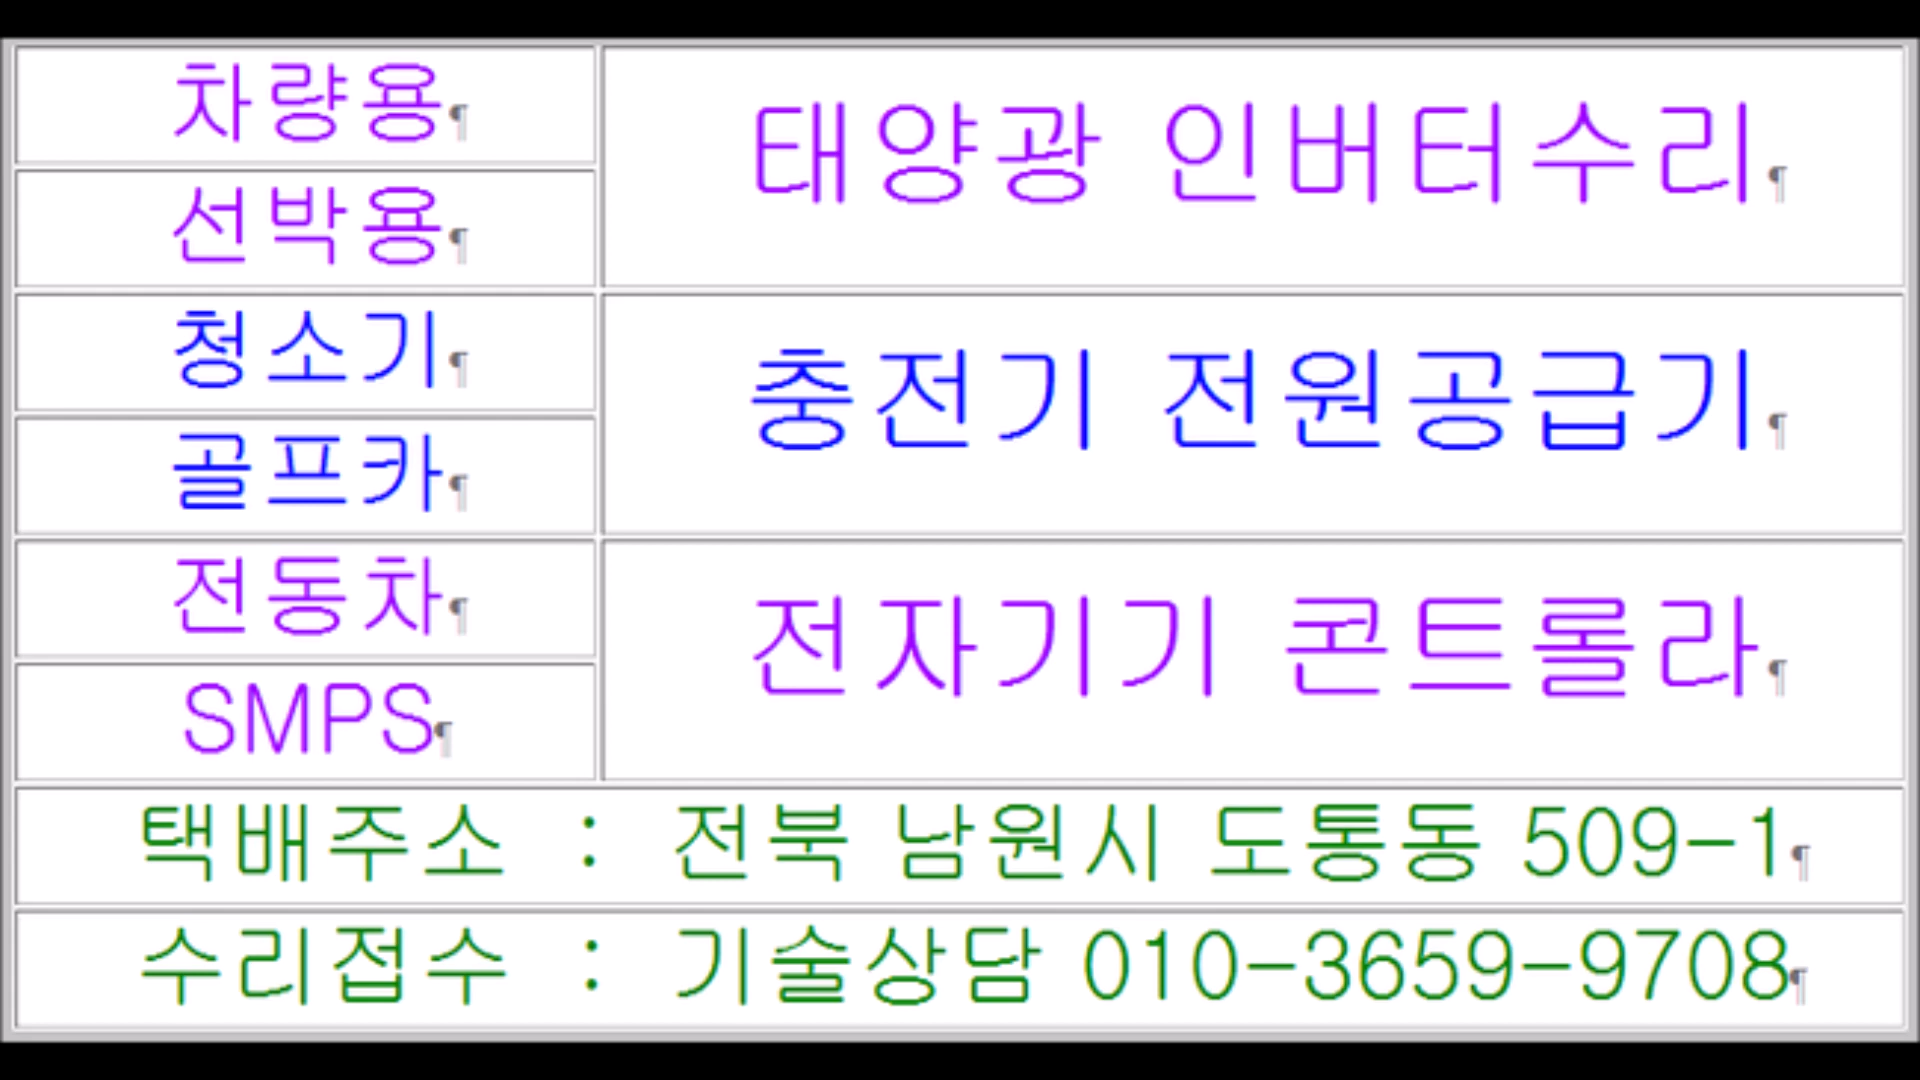 차량용
태양광 인버터수리
선박용
청소기
충전기 전원공급기
골프카
전동차
전자기기 콘트롤라
SMPS
택배주소 : 전북 남원시 도통동 509-1
수리접수 : 기술상담 010-3659-9708